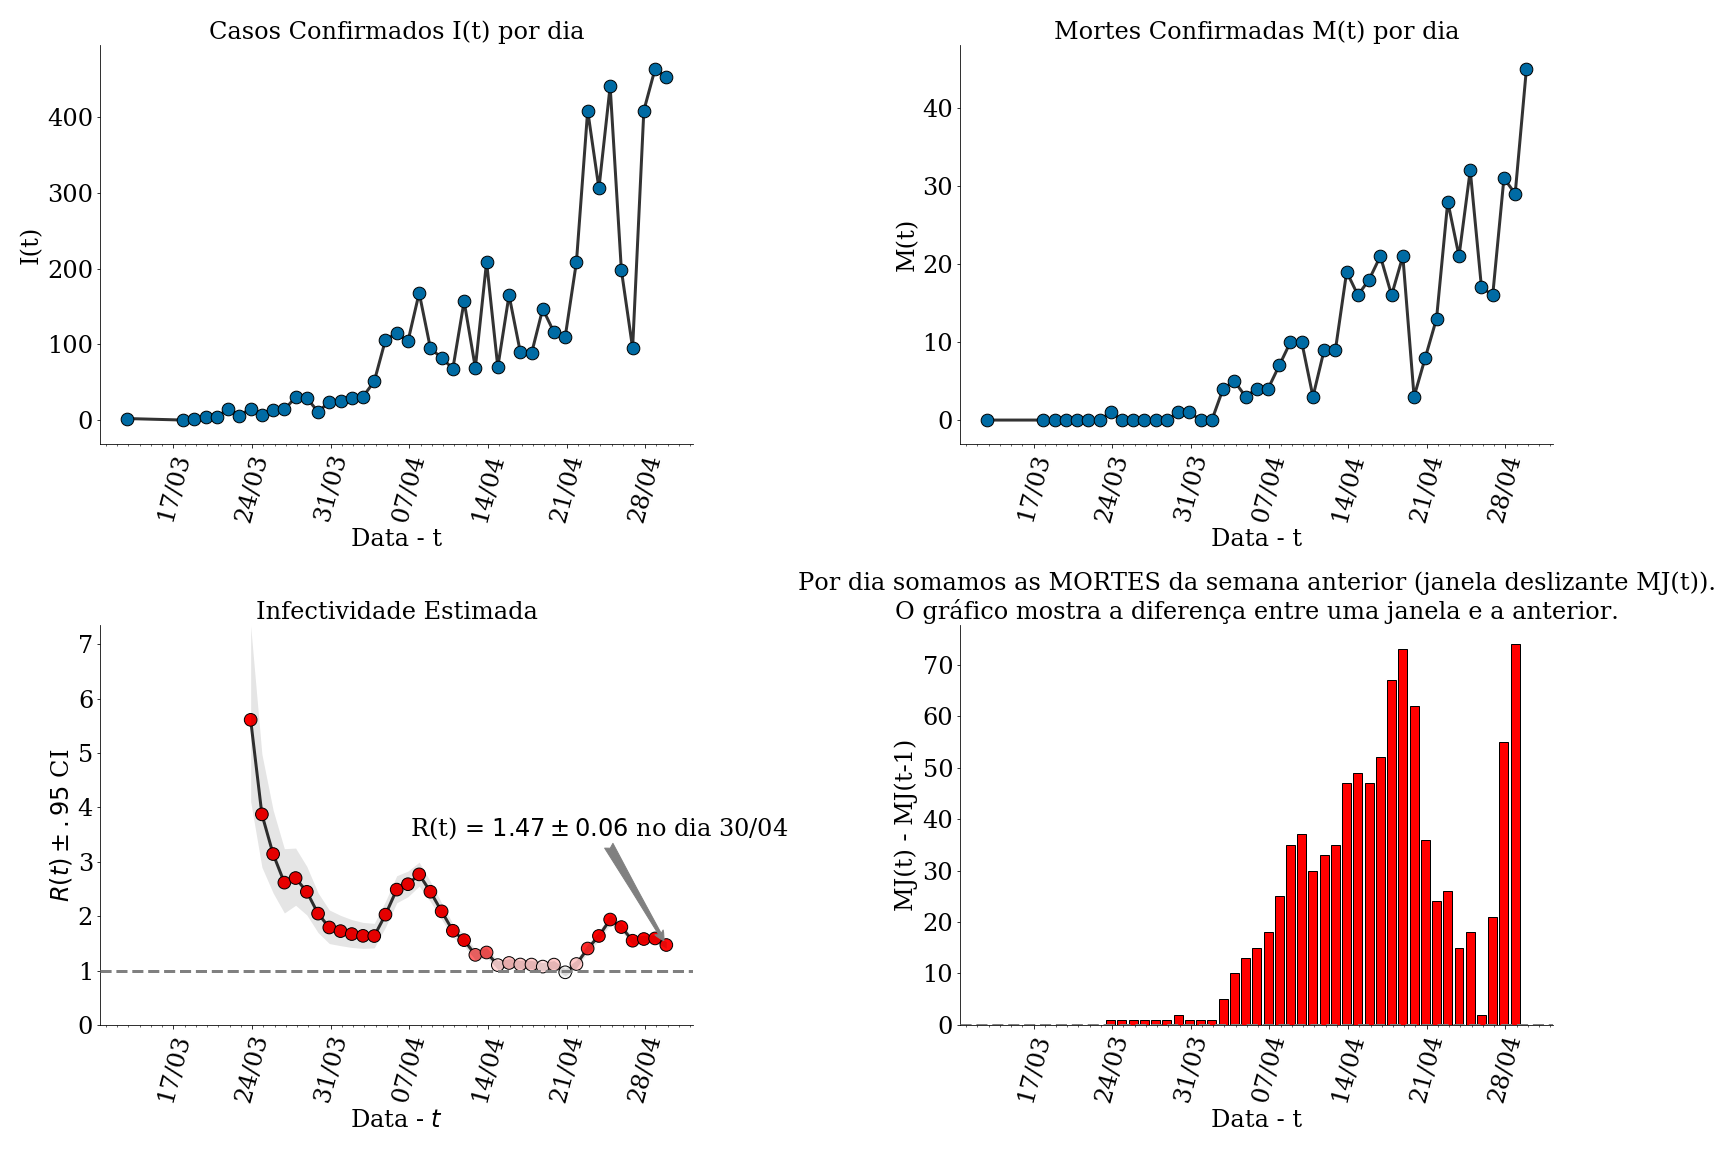 Casos Confirmados I(t) por dia
I(t)
400
300
200
100
0
17/03 24/03 31/03 07/04 14/04 21/04 28/04
Data - t
Mortes Confirmadas M(t) por dia
M(t)
40
30
20
10
0
17/03 24/03 31/03 07/04 14/04 21/04 28/04
Data - t
Infectividade Estimada
R(t) ± .95 CI
7
6
5
4
3
2
1
0
R(t) = 1.47 ± 0.06 no dia 30/04
17/03 24/03 31/03 07/04 14/04 21/04 28/04
Data - t
Por dia somamos as MORTES da semana anterior (janela deslizante MJ(t)).
O gráfico mostra a diferença entre uma janela e a anterior.
MJ(t) - MJ(t-1)
70
60
50
40
30
20
10
0
17/03 24/03 31/03 07/04 14/04 21/04 28/04
Data - t